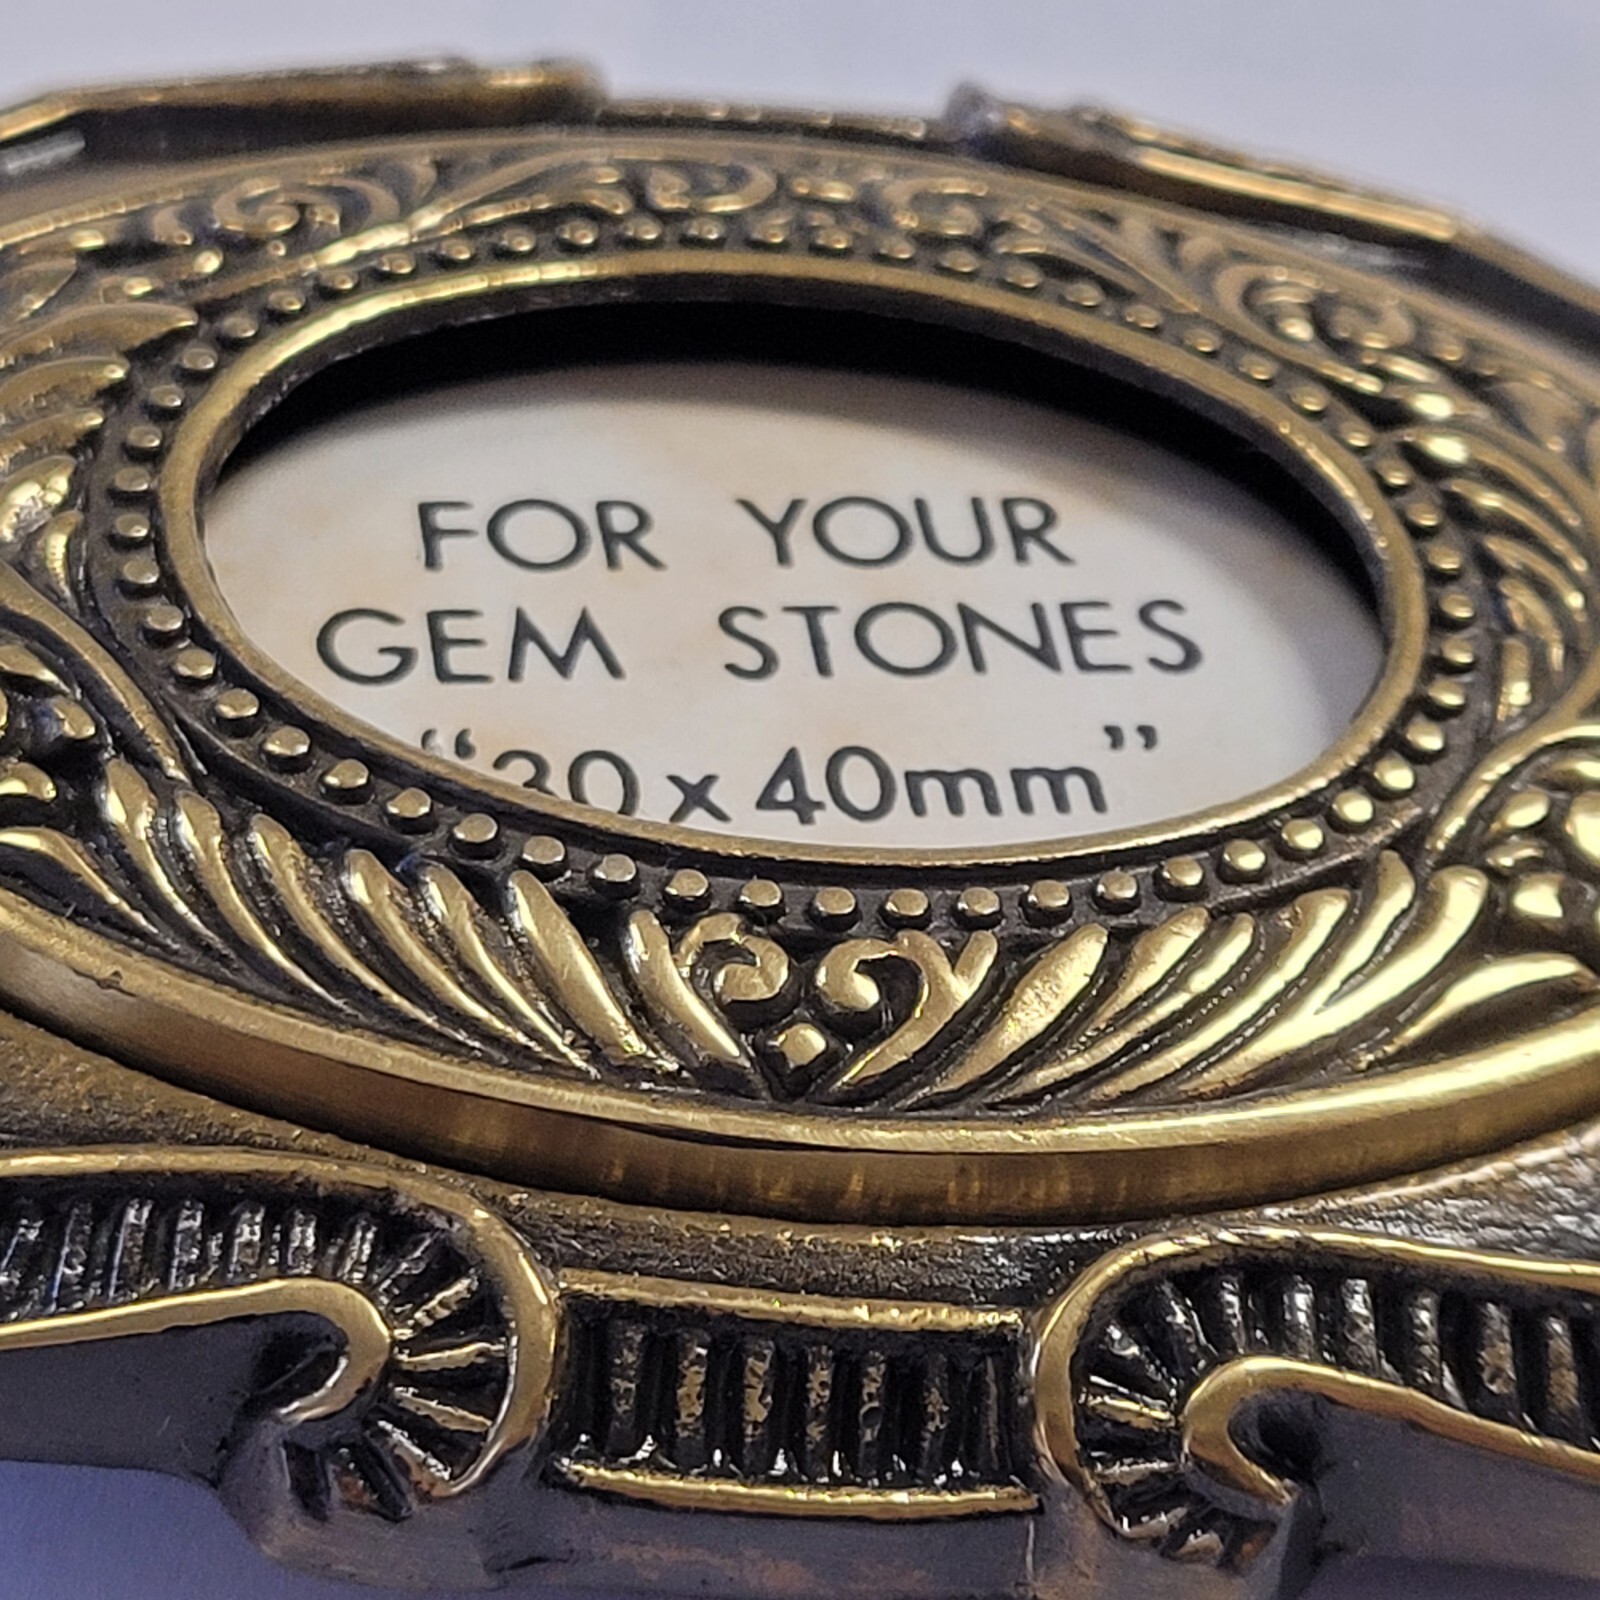 FOR YOUR
GEM STONES
“30 x 40mm”